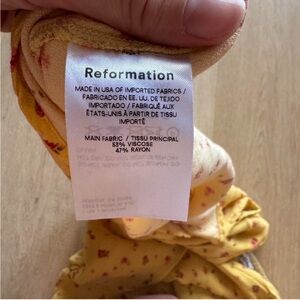 Reformation
MADE IN USA OF IMPORTED FABRICS /
FABRICADO EN EE. UU. DE TEJIDO
IMPORTADO / FABRIQUÉ AUX
ÉTATS-UNIS À PARTIR DE TISSU
IMPORTÉ
MAIN FABRIC / TISSU PRINCIPAL
53% VISCOSE
47% RAYON